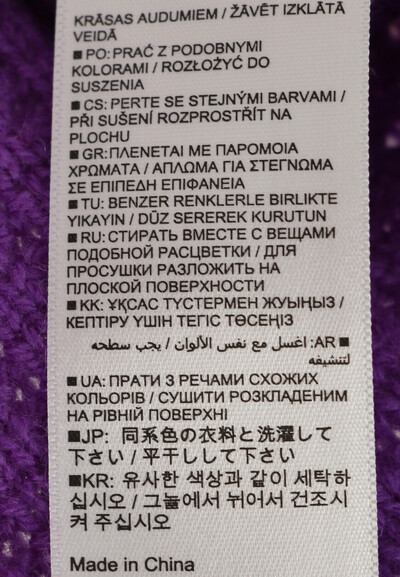 KRĀSAS AUDUMIEM / ŽĀVĒT IZKLĀTĀ
VEIDĀ
■ PO: PRAĆ Z PODOBNYMI
KOLORAMI / ROZŁOŻYĆ DO
SUSZENIA
■ CS: PERTE SE STEJNÝMI BARVAMI /
PŘI SUŠENÍ ROZPROSTŘÍT NA
PLOCHU
■ GR: ΠΛΕΝΕΤΑΙ ΜΕ ΠΑΡΟΜΟΙΑ
ΧΡΩΜΑΤΑ / ΑΠΛΩΜΑ ΓΙΑ ΣΤΕΓΝΩΜΑ
ΣΕ ΕΠΙΠΕΔΗ ΕΠΙΦΑΝΕΙΑ
■ TU: BENZER RENKLERLE BIRLIKTE
YIKAYIN / DÜZ SEREREK KURUTUN
■ RU: СТИРАТЬ ВМЕСТЕ С ВЕЩАМИ
ПОДОБНОЙ РАСЦВЕТКИ / ДЛЯ
ПРОСУШКИ РАЗЛОЖИТЬ НА
ПЛОСКОЙ ПОВЕРХНОСТИ
■ KK: ҰҚСАС ТҮСТЕРМЕН ЖУЫҢЫЗ /
КЕПТІРУ ҮШІН ТЕГІС ТӨСЕҢІЗ
■ AR: اغسل مع نفس الألوان / يجب سطحه
لتنشيفه
■ UA: ПРАТИ З РЕЧАМИ СХОЖИХ
КОЛЬОРІВ / СУШИТИ РОЗКЛАДЕНИМ
НА РІВНІЙ ПОВЕРХНІ
■JP: 同系色の衣料と洗濯して
下さい / 平干しして下さい
■KR: 유사한 색상과 같이 세탁하
십시오 / 그늘에서 뉘어서 건조시
켜 주십시오
Made in China